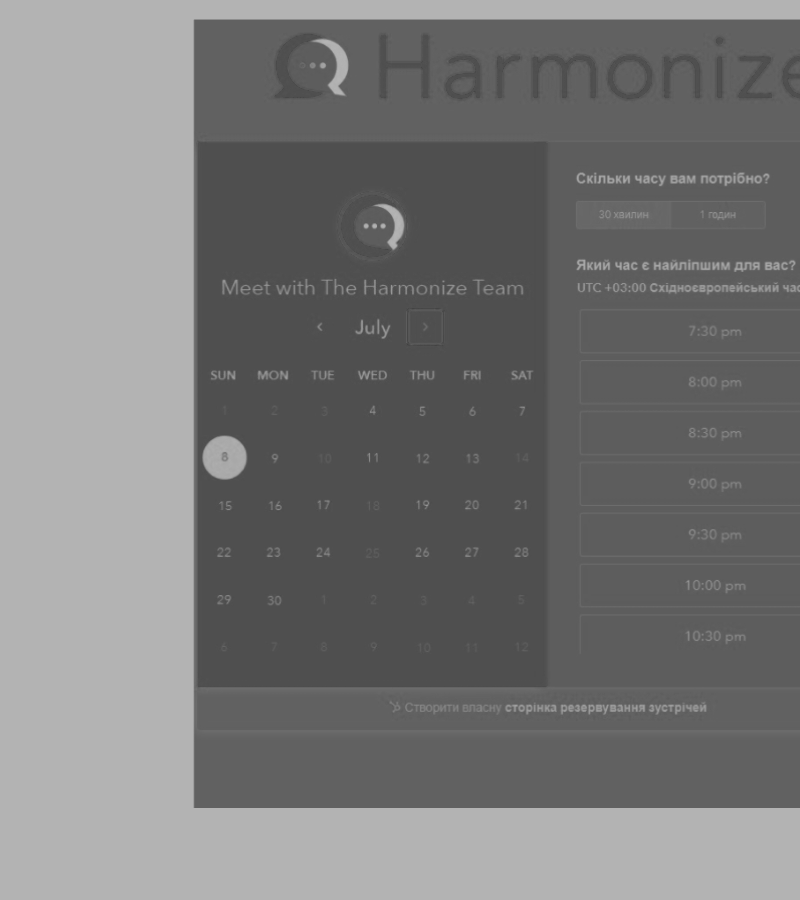 Harmonize
Meet with The Harmonize Team
‹ July ›
SUN MON TUE WED THU FRI SAT
1 2 3 4 5 6 7
8 9 10 11 12 13 14
15 16 17 18 19 20 21
22 23 24 25 26 27 28
29 30 1 2 3 4 5
6 7 8 9 10 11 12
Скільки часу вам потрібно?
30 хвилин 1 годин
Який час є найліпшим для вас?
UTC +03:00 Східноєвропейський час
7:30 pm
8:00 pm
8:30 pm
9:00 pm
9:30 pm
10:00 pm
10:30 pm
Створити власну сторінка резервування зустрічей